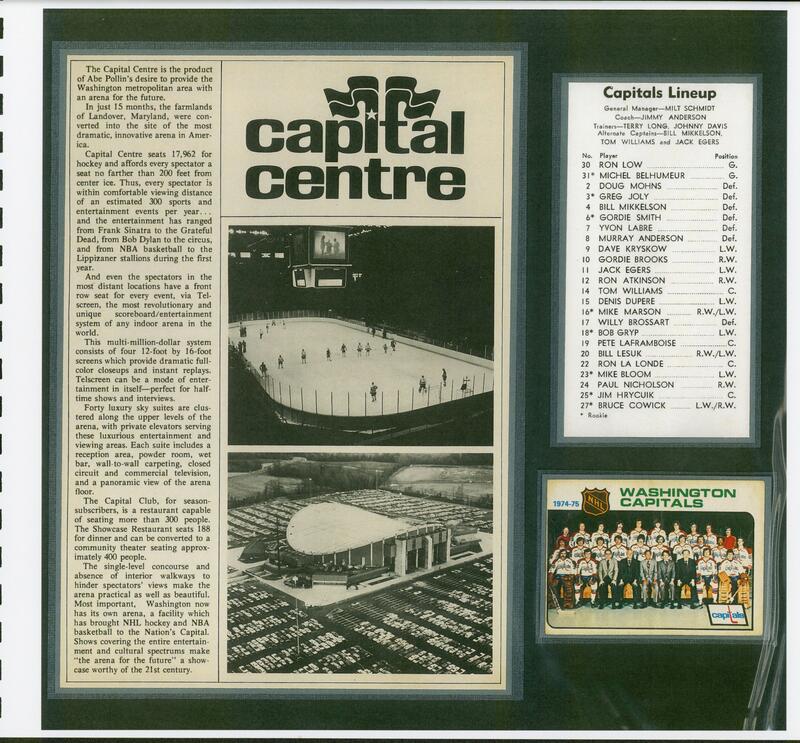 The Capital Centre is the product
of Abe Pollin's desire to provide the
Washington metropolitan area with
an arena for the future.
In just 15 months, the farmlands
of Landover, Maryland, were con-
verted into the site of the most
dramatic, innovative arena in Amer-
ica.
Capital Centre seats 17,962 for
hockey and affords every spectator a
seat no farther than 200 feet from
center ice. Thus, every spectator is
within comfortable viewing distance
of an estimated 300 sports and
entertainment events per year...
and the entertainment has ranged
from Frank Sinatra to the Grateful
Dead, from Bob Dylan to the circus,
and from NBA basketball to the
Lippizaner stallions during the first
year.
And even the spectators in the
most distant locations have a front
row seat for every event, via Tel-
screen, the most revolutionary and
unique scoreboard/entertainment
system of any indoor arena in the
world.
This multi-million-dollar system
consists of four 12-foot by 16-foot
screens which provide dramatic full-
color closeups and instant replays.
Telscreen can be a mode of enter-
tainment in itself—perfect for half-
time shows and interviews.
Forty luxury sky suites are clus-
tered along the upper levels of the
arena, with private elevators serving
these luxurious entertainment and
viewing areas. Each suite includes a
reception area, powder room, wet
bar, wall-to-wall carpeting, closed
circuit and commercial television,
and a panoramic view of the arena
floor.
The Capital Club, for season-
subscribers, is a restaurant capable
of seating more than 300 people.
The Showcase Restaurant seats 188
for dinner and can be converted to a
community theater seating approx-
imately 400 people.
The single-level concourse and
absence of interior walkways to
hinder spectators' views make the
arena practical as well as beautiful.
Most important, Washington now
has its own arena, a facility which
has brought NHL hockey and NBA
basketball to the Nation's Capital.
Shows covering the entire entertain-
ment and cultural spectrums make
"the arena for the future" a show-
case worthy of the 21st century.
capital
centre
Capitals Lineup
General Manager—MILT SCHMIDT
Coach—JIMMY ANDERSON
Trainers—TERRY LONG, JOHNNY DAVIS
Alternate Captains—BILL MIKKELSON,
TOM WILLIAMS and JACK EGERS
No. Player Position
30 RON LOW G.
31* MICHEL BELHUMEUR G.
2 DOUG MOHNS Def.
3* GREG JOLY Def.
4 BILL MIKKELSON Def.
6* GORDIE SMITH Def.
7 YVON LABRE Def.
8 MURRAY ANDERSON Def.
9 DAVE KRYSKOW L.W.
10 GORDIE BROOKS R.W.
11 JACK EGERS L.W.
12 RON ATKINSON R.W.
14 TOM WILLIAMS C.
15 DENIS DUPERE L.W.
16* MIKE MARSON R.W./L.W.
17 WILLY BROSSART Def.
18* BOB GRYP L.W.
19 PETE LAFRAMBOISE C.
20 BILL LESUK R.W./L.W.
22 RON LA LONDE C.
23* MIKE BLOOM L.W.
24 PAUL NICHOLSON R.W.
25* JIM HRYCUIK C.
27* BRUCE COWICK L.W./R.W.
* Rookie
1974-75
NHL
WASHINGTON
CAPITALS
capitals